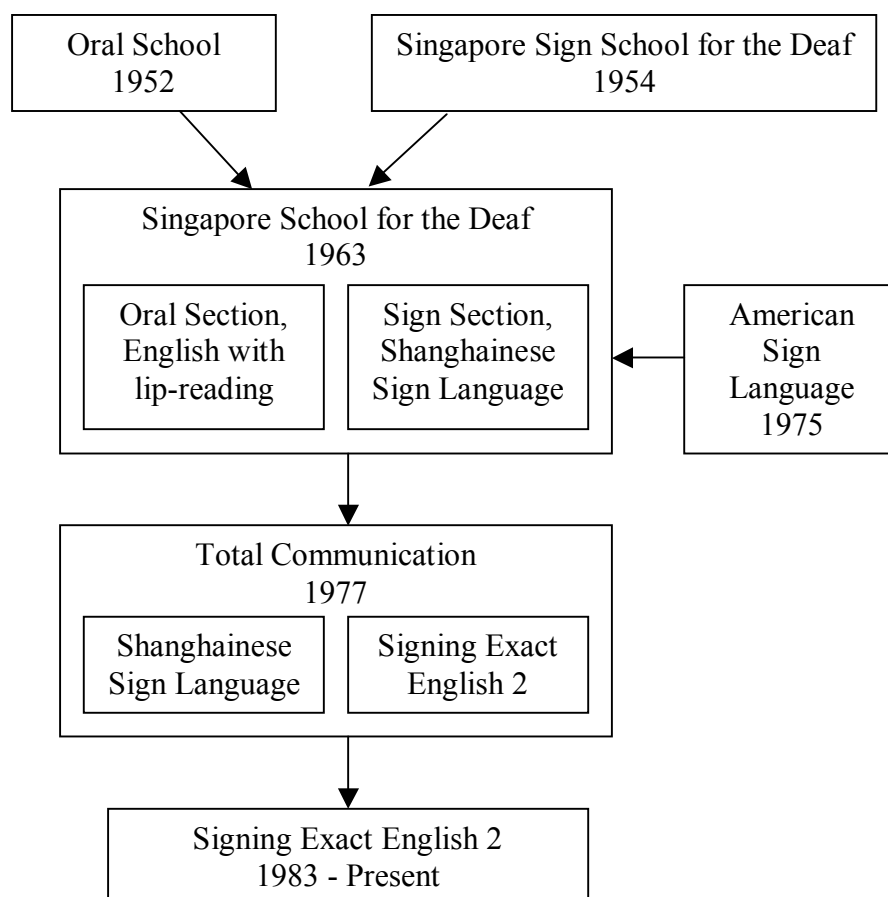 Oral School
1952
Singapore Sign School for the Deaf
1954
Singapore School for the Deaf
1963
Oral Section,
English with
lip-reading
Sign Section,
Shanghainese
Sign Language
American
Sign
Language
1975
Total Communication
1977
Shanghainese
Sign Language
Signing Exact
English 2
Signing Exact English 2
1983 - Present